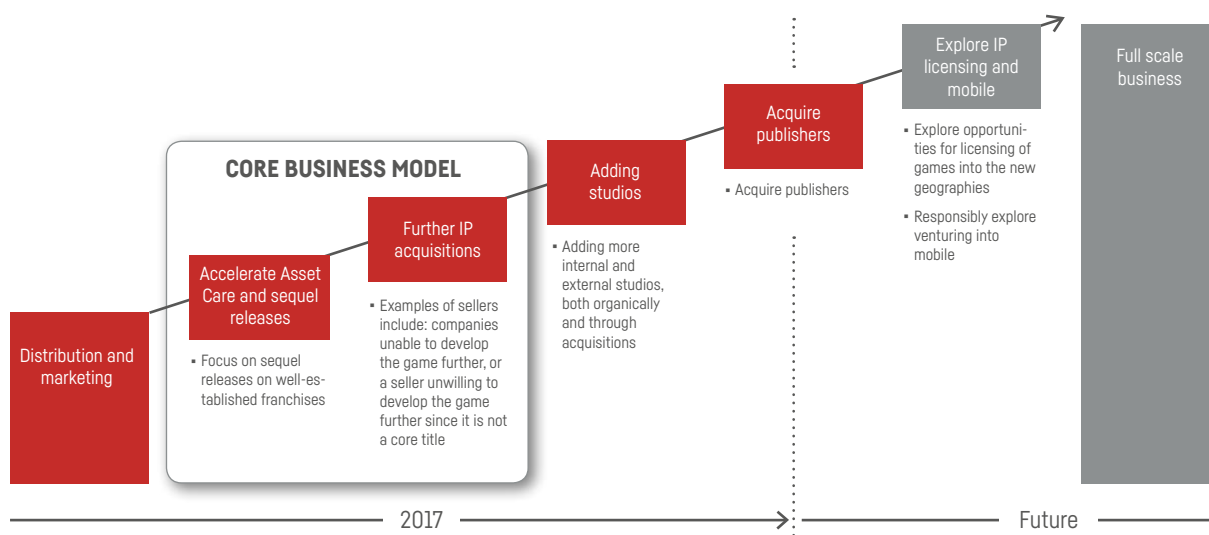 Distribution and
marketing
CORE BUSINESS MODEL
Accelerate Asset
Care and sequel
releases
▪ Focus on sequel
releases on well-es-
tablished franchises
Further IP
acquisitions
▪ Examples of sellers
include: companies
unable to develop
the game further, or
a seller unwilling to
develop the game
further since it is not
a core title
Adding
studios
▪ Adding more
internal and
external studios,
both organically
and through
acquisitions
Acquire
publishers
▪ Acquire publishers
Explore IP
licensing and
mobile
▪ Explore opportuni-
ties for licensing of
games into the new
geographies
▪ Responsibly explore
venturing into
mobile
Full scale
business
2017
Future